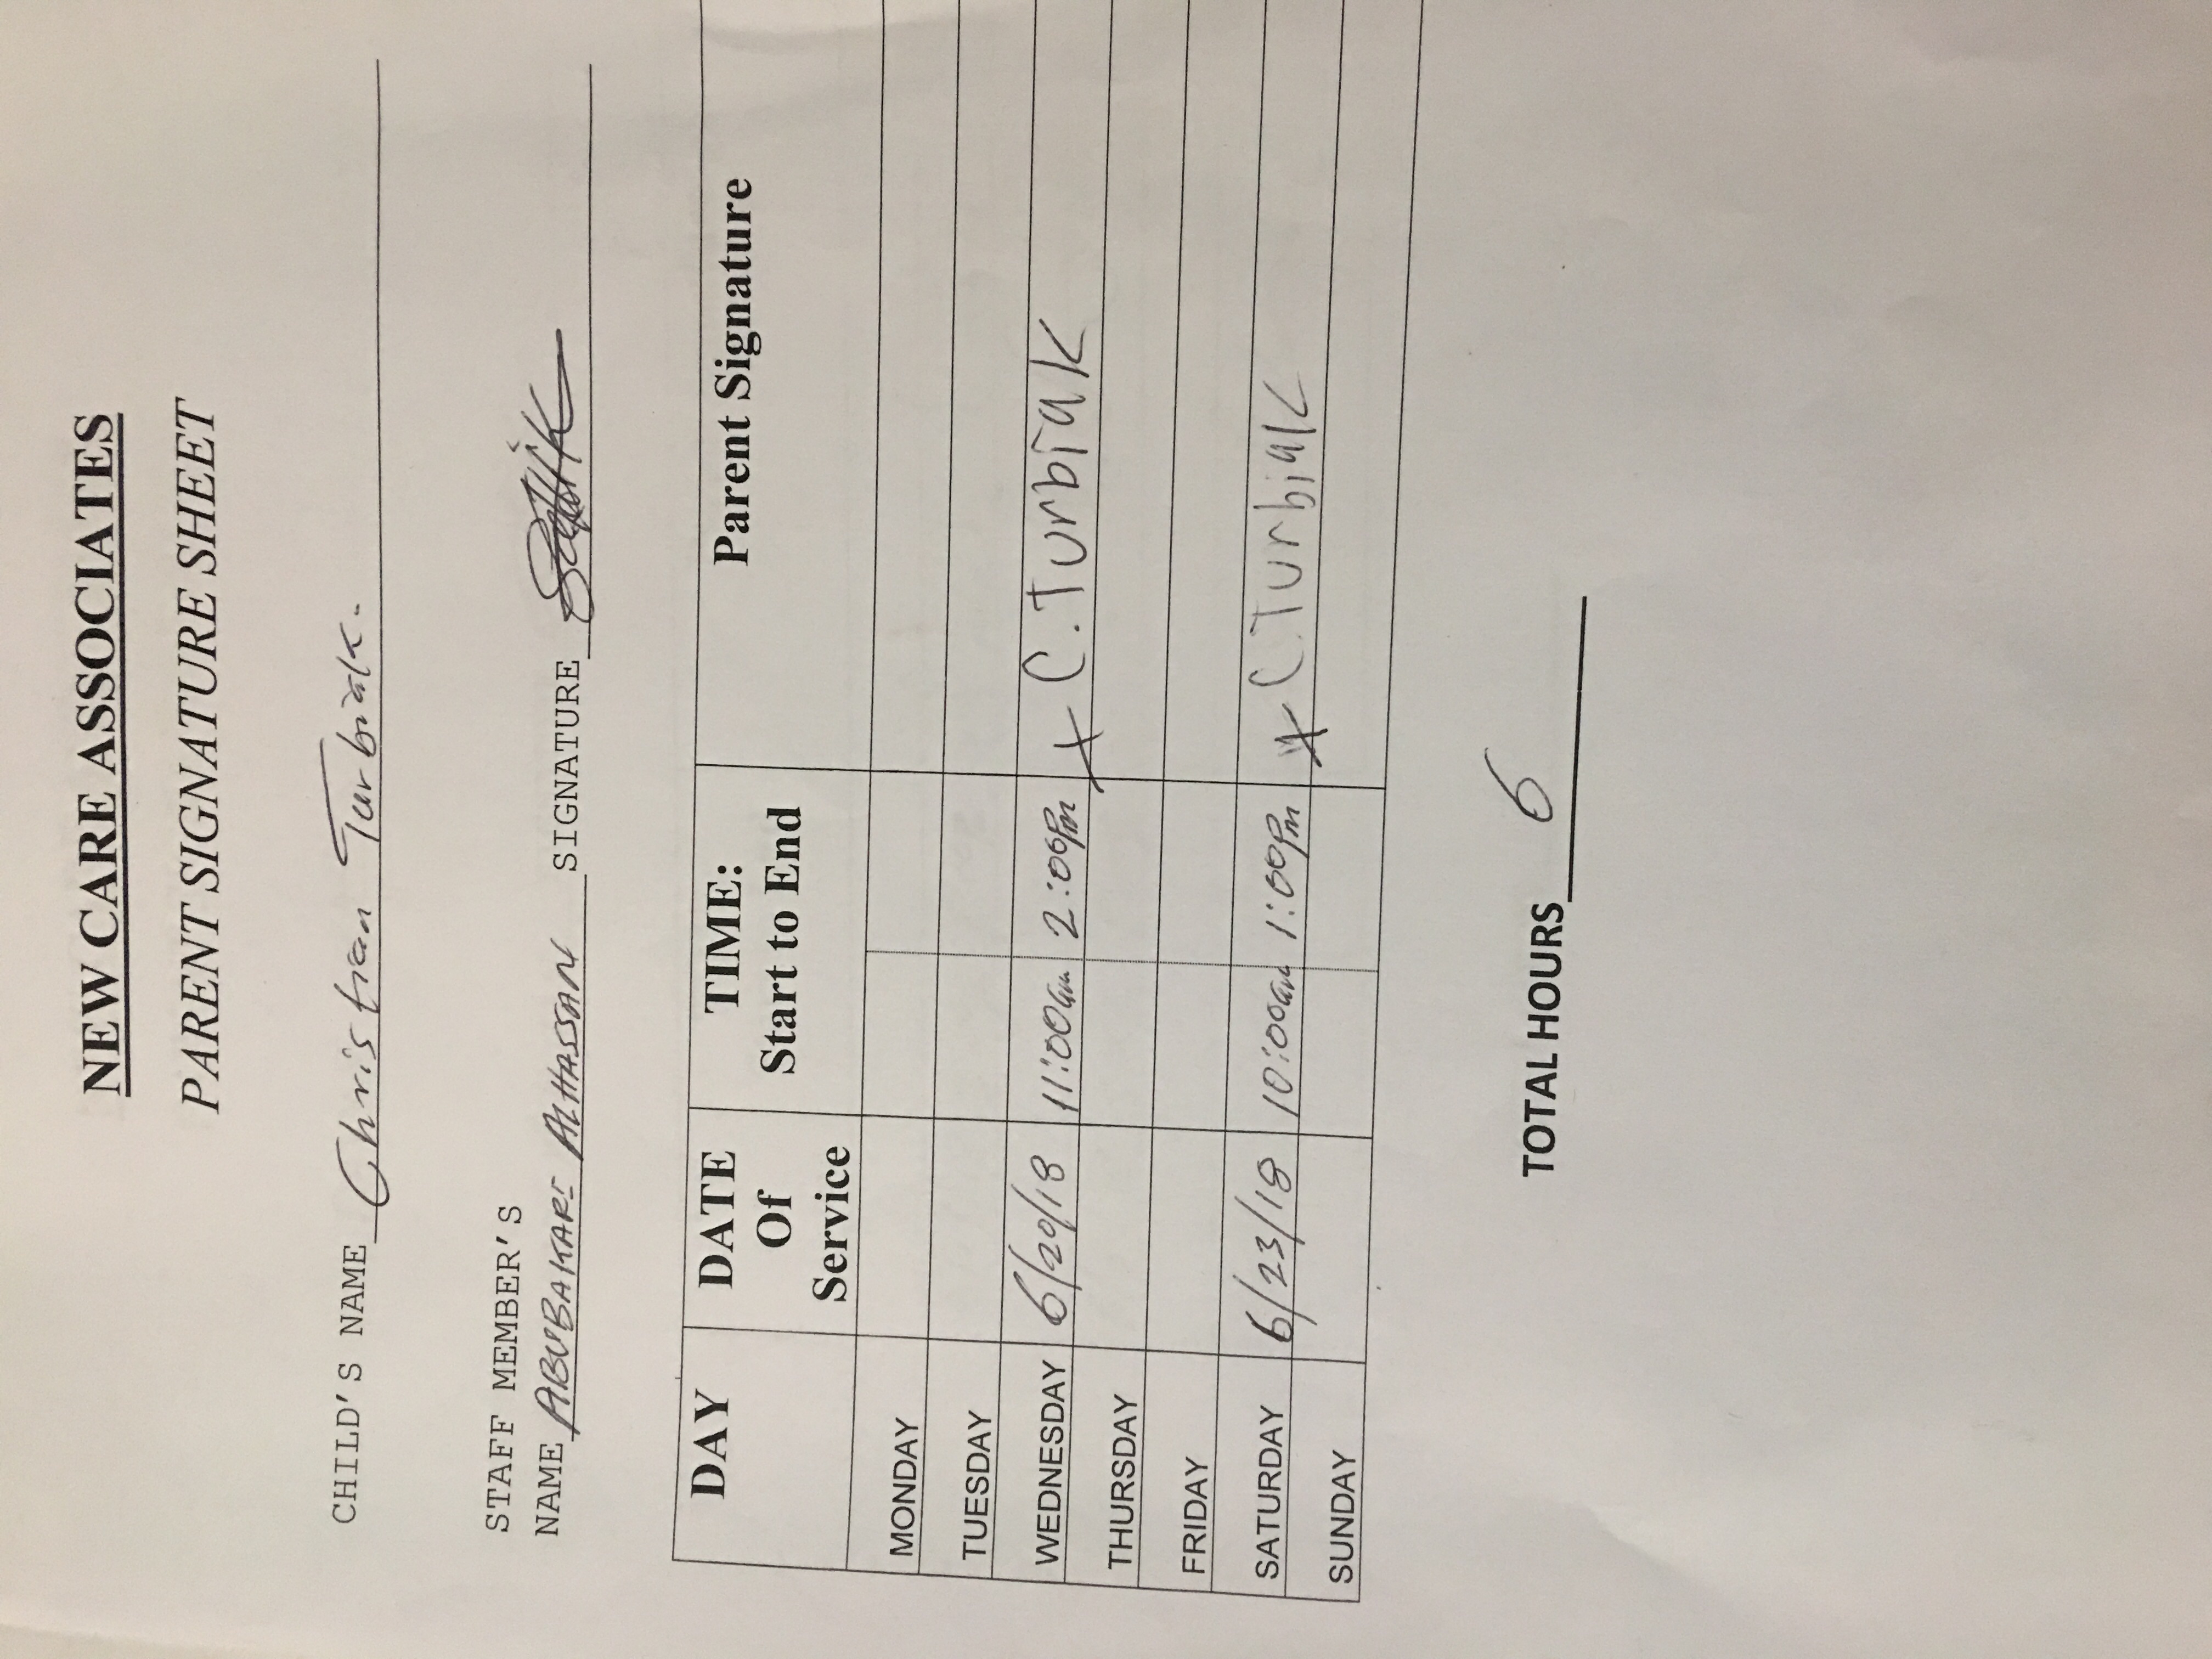 NEW CARE ASSOCIATES
PARENT SIGNATURE SHEET
CHILD'S NAME Christian Turbiak.
STAFF MEMBER'S
NAME ABUBAKARI ALHASSAN SIGNATURE
DAY DATE Of Service TIME: Start to End Parent Signature
MONDAY
TUESDAY
WEDNESDAY 6/20/18 11:00am 2:00pm x C.Turbiak
THURSDAY
FRIDAY
SATURDAY 6/23/18 10:00am 1:00pm x C.Turbiak
SUNDAY
TOTAL HOURS 6